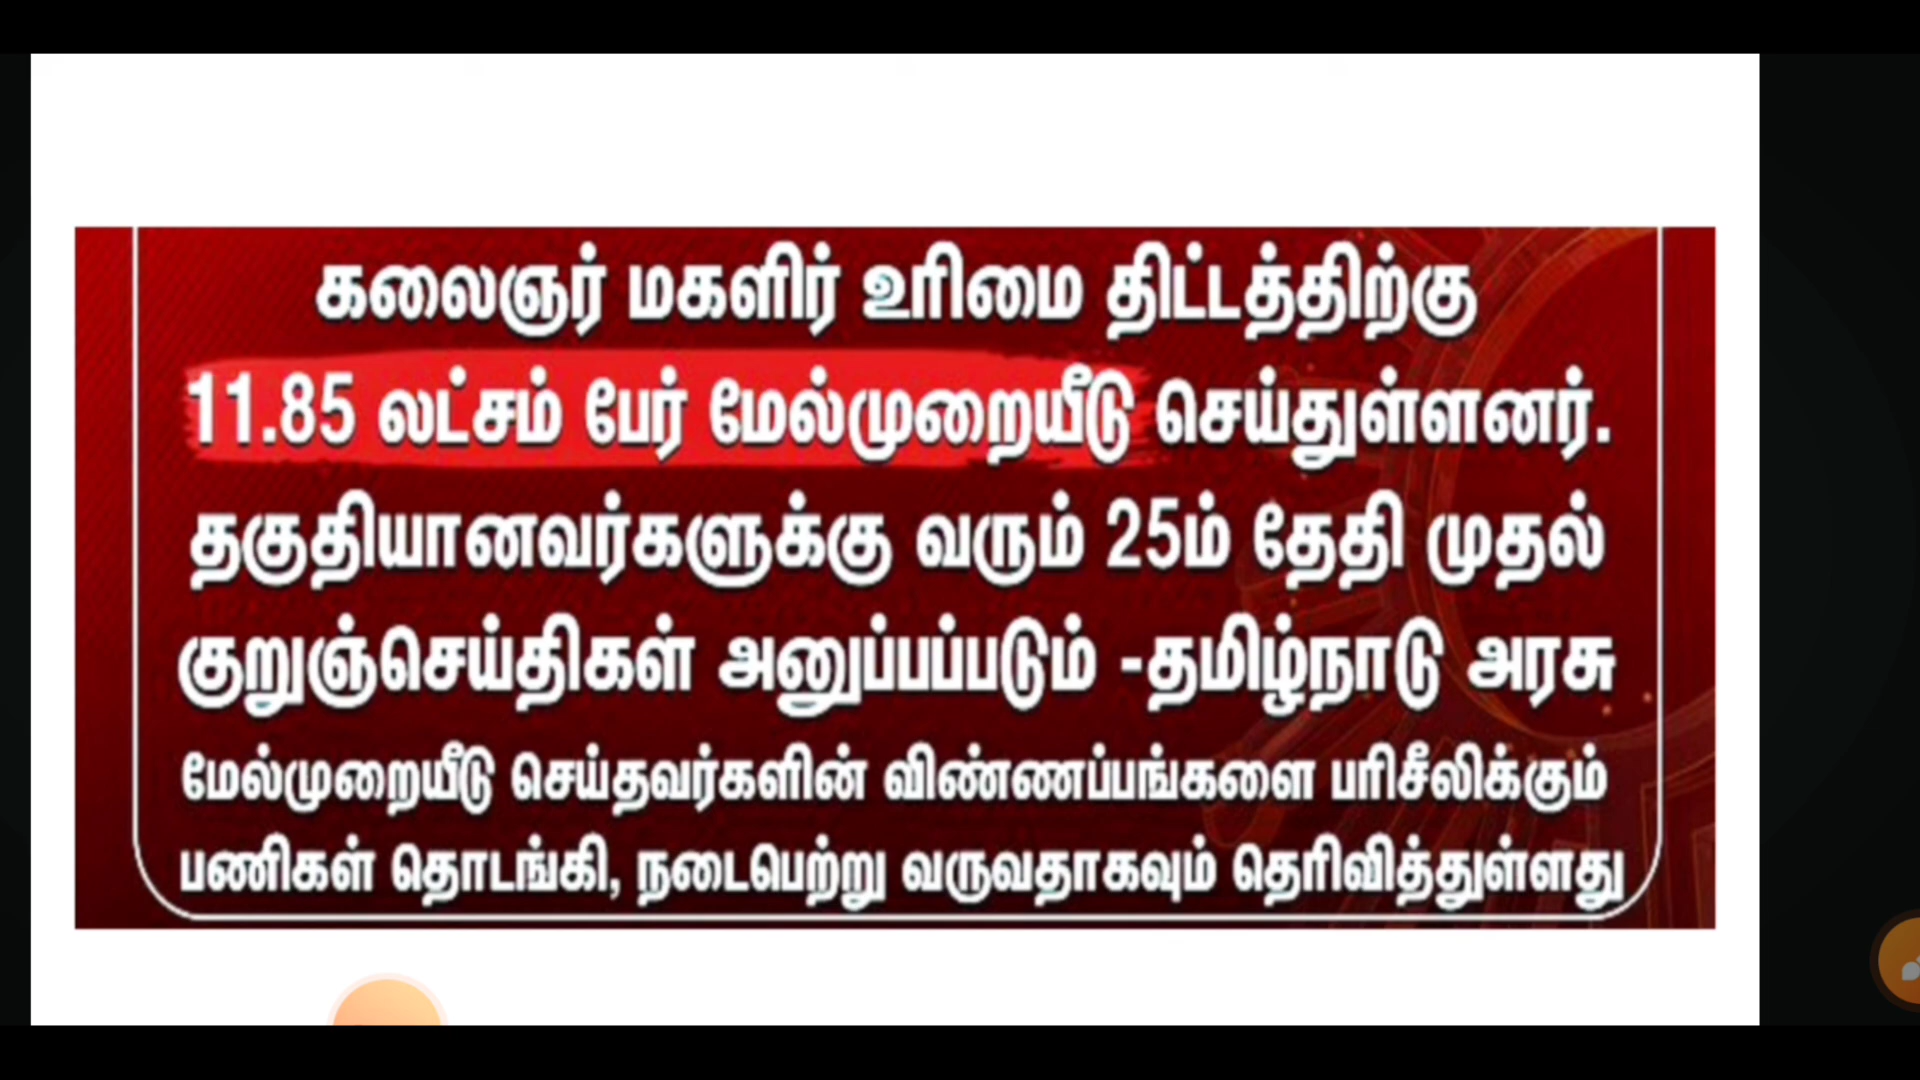 கலைஞர் மகளிர் உரிமை திட்டத்திற்கு
11.85 லட்சம் பேர் மேல்முறையீடு செய்துள்ளனர்.
தகுதியானவர்களுக்கு வரும் 25ம் தேதி முதல்
குறுஞ்செய்திகள் அனுப்பப்படும் -தமிழ்நாடு அரசு
மேல்முறையீடு செய்தவர்களின் விண்ணப்பங்களை பரிசீலிக்கும்
பணிகள் தொடங்கி, நடைபெற்று வருவதாகவும் தெரிவித்துள்ளது